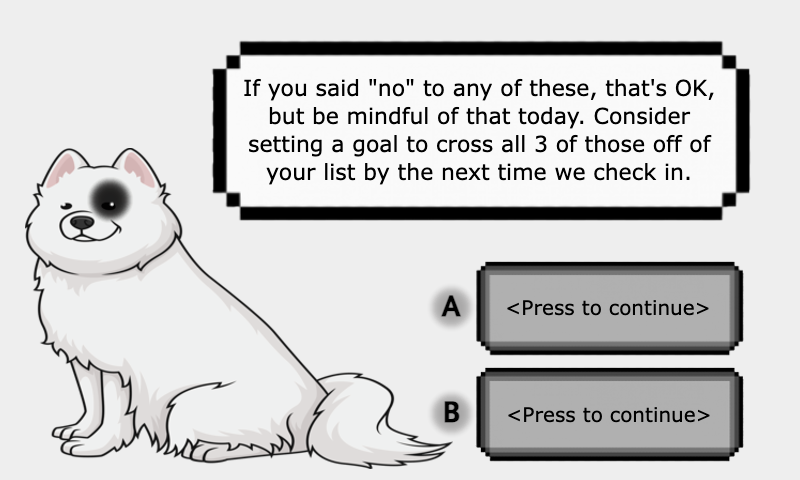 If you said "no" to any of these, that's OK,
but be mindful of that today. Consider
setting a goal to cross all 3 of those off of
your list by the next time we check in.
A
<Press to continue>
B
<Press to continue>